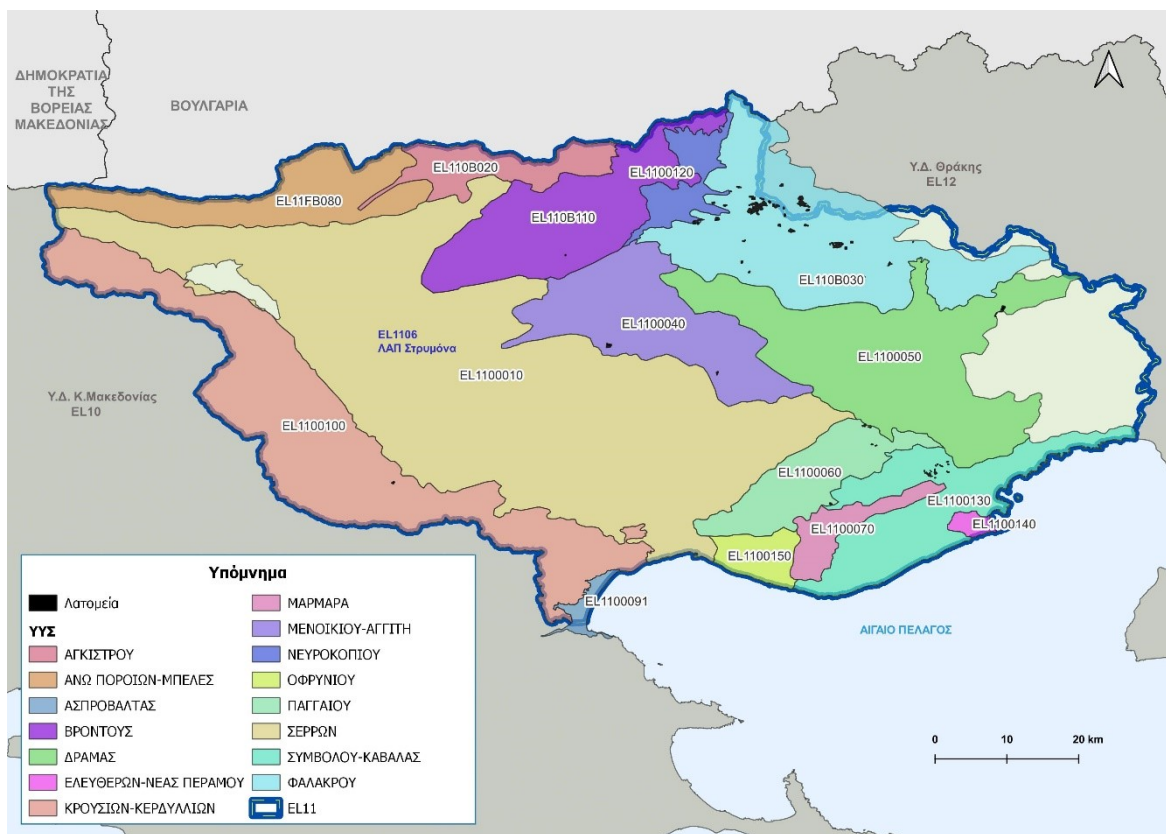 ΔΗΜΟΚΡΑΤΙΑ
ΤΗΣ
ΒΟΡΕΙΑΣ
ΜΑΚΕΔΟΝΙΑΣ
ΒΟΥΛΓΑΡΙΑ
EL110B020
EL1100120
Υ.Δ. Θράκης
EL12
EL11FB080
EL110B110
EL110B030
EL1100040
EL1106
ΛΑΠ Στρυμόνα
EL1100050
EL1100010
Υ.Δ. Κ.Μακεδονίας
EL10
EL1100100
EL1100060
EL1100130
EL1100070
EL1100140
EL1100150
EL1100091
ΑΙΓΑΙΟ ΠΕΛΑΓΟΣ
Υπόμνημα
Λατομεία
ΥΥΣ
ΑΓΚΙΣΤΡΟΥ
ΑΝΩ ΠΟΡΟΙΩΝ-ΜΠΕΛΕΣ
ΑΣΠΡΟΒΑΛΤΑΣ
ΒΡΟΝΤΟΥΣ
ΔΡΑΜΑΣ
ΕΛΕΥΘΕΡΩΝ-ΝΕΑΣ ΠΕΡΑΜΟΥ
ΚΡΟΥΣΙΩΝ-ΚΕΡΔΥΛΛΙΩΝ
ΜΑΡΜΑΡΑ
ΜΕΝΟΙΚΙΟΥ-ΑΓΓΙΤΗ
ΝΕΥΡΟΚΟΠΙΟΥ
ΟΦΡΥΝΙΟΥ
ΠΑΓΓΑΙΟΥ
ΣΕΡΡΩΝ
ΣΥΜΒΟΛΟΥ-ΚΑΒΑΛΑΣ
ΦΑΛΑΚΡΟΥ
EL11
0 10 20 km